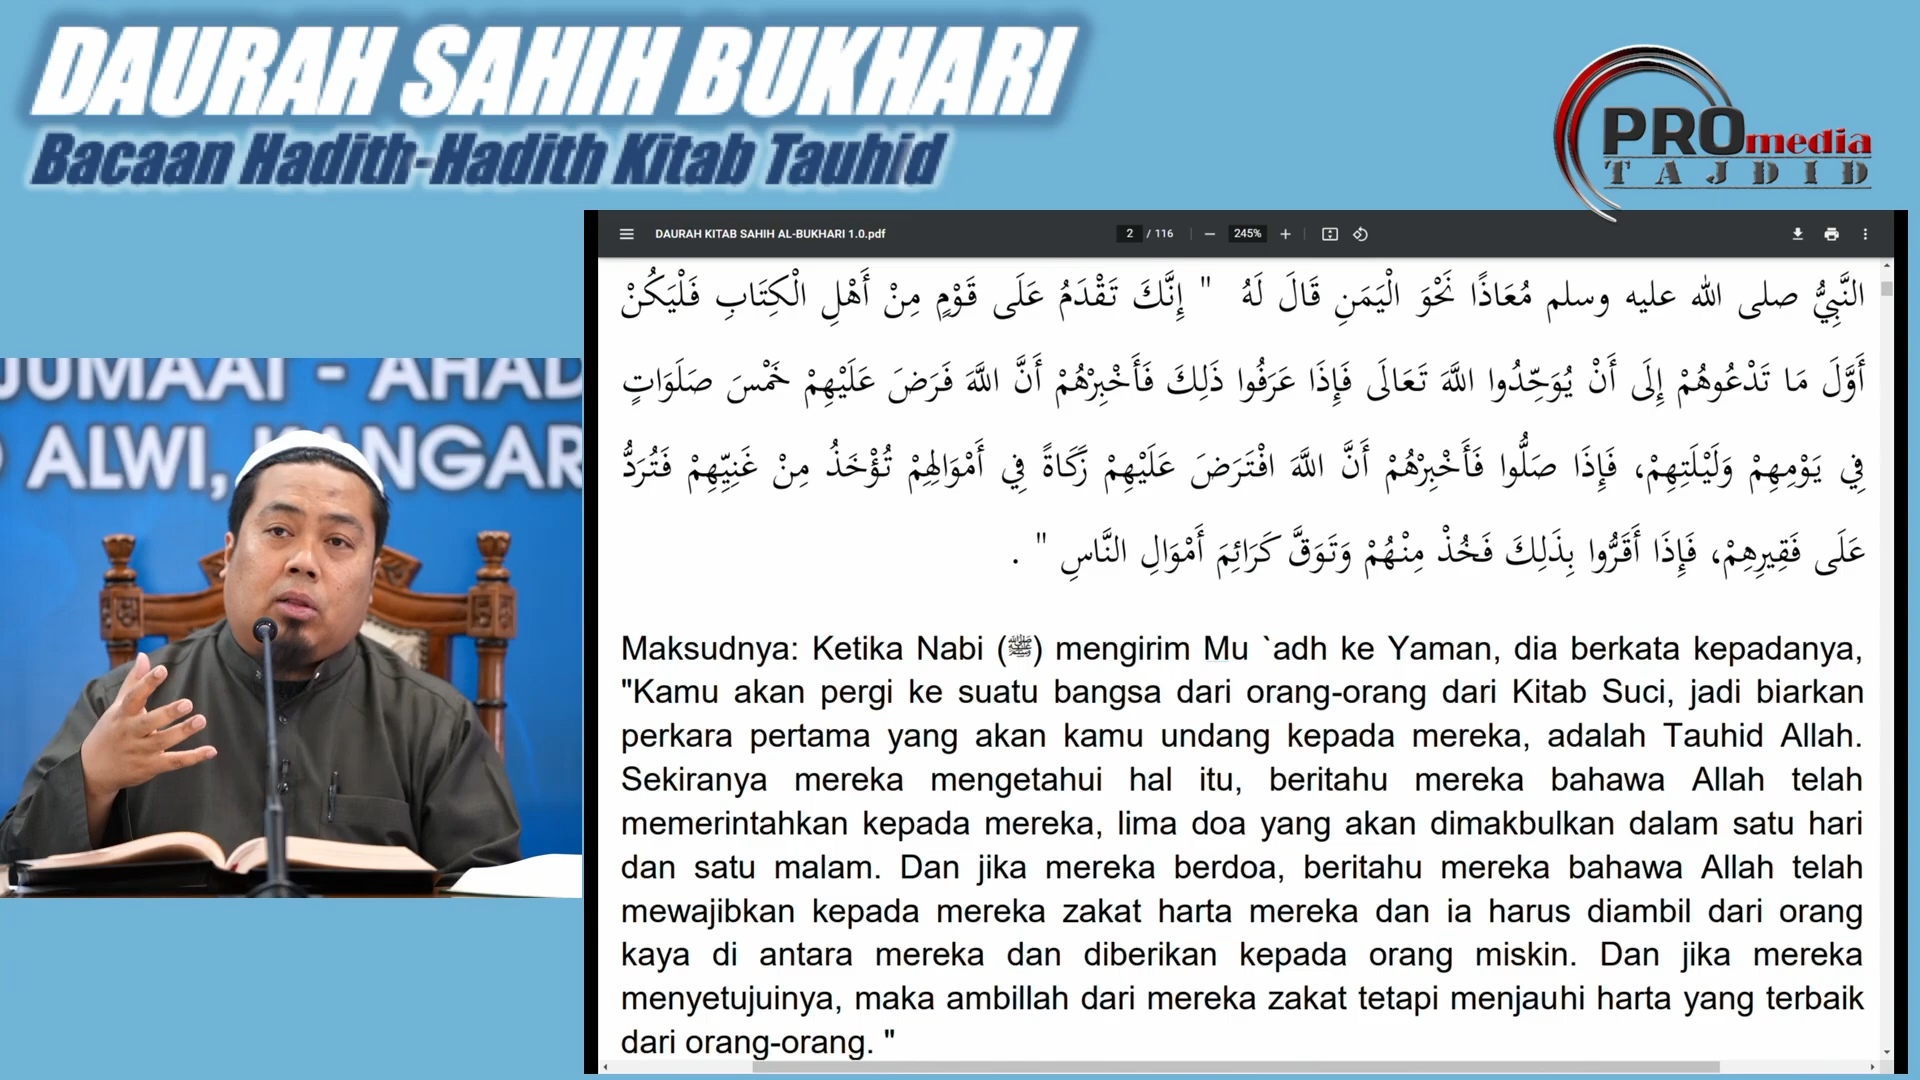 DAURAH SAHIH BUKHARI
Bacaan Hadith-Hadith Kitab Tauhid
PROmedia
TAJDID
DAURAH KITAB SAHIH AL-BUKHARI 1.0.pdf
2 / 116
245%
النَّبِيُّ صلى الله عليه وسلم مُعَاذًا نَحْوَ الْيَمَنِ قَالَ لَهُ " إِنَّكَ تَقْدَمُ عَلَى قَوْمٍ مِنْ أَهْلِ الْكِتَابِ فَلْيَكُنْ
أَوَّلَ مَا تَدْعُوهُمْ إِلَى أَنْ يُوَحِّدُوا اللَّهَ تَعَالَى فَإِذَا عَرَفُوا ذَلِكَ فَأَخْبِرْهُمْ أَنَّ اللَّهَ فَرَضَ عَلَيْهِمْ خَمْسَ صَلَوَاتٍ
فِي يَوْمِهِمْ وَلَيْلَتِهِمْ، فَإِذَا صَلُّوا فَأَخْبِرْهُمْ أَنَّ اللَّهَ افْتَرَضَ عَلَيْهِمْ زَكَاةً فِي أَمْوَالِهِمْ تُؤْخَذُ مِنْ غَنِيِّهِمْ فَتُرَدُّ
عَلَى فَقِيرِهِمْ، فَإِذَا أَقَرُّوا بِذَلِكَ فَخُذْ مِنْهُمْ وَتَوَقَّ كَرَائِمَ أَمْوَالِ النَّاسِ " .
Maksudnya: Ketika Nabi (ﷺ) mengirim Mu `adh ke Yaman, dia berkata kepadanya,
"Kamu akan pergi ke suatu bangsa dari orang-orang dari Kitab Suci, jadi biarkan
perkara pertama yang akan kamu undang kepada mereka, adalah Tauhid Allah.
Sekiranya mereka mengetahui hal itu, beritahu mereka bahawa Allah telah
memerintahkan kepada mereka, lima doa yang akan dimakbulkan dalam satu hari
dan satu malam. Dan jika mereka berdoa, beritahu mereka bahawa Allah telah
mewajibkan kepada mereka zakat harta mereka dan ia harus diambil dari orang
kaya di antara mereka dan diberikan kepada orang miskin. Dan jika mereka
menyetujuinya, maka ambillah dari mereka zakat tetapi menjauhi harta yang terbaik
dari orang-orang. "
JUMAAT - AHAD
ALWI, KANGAR